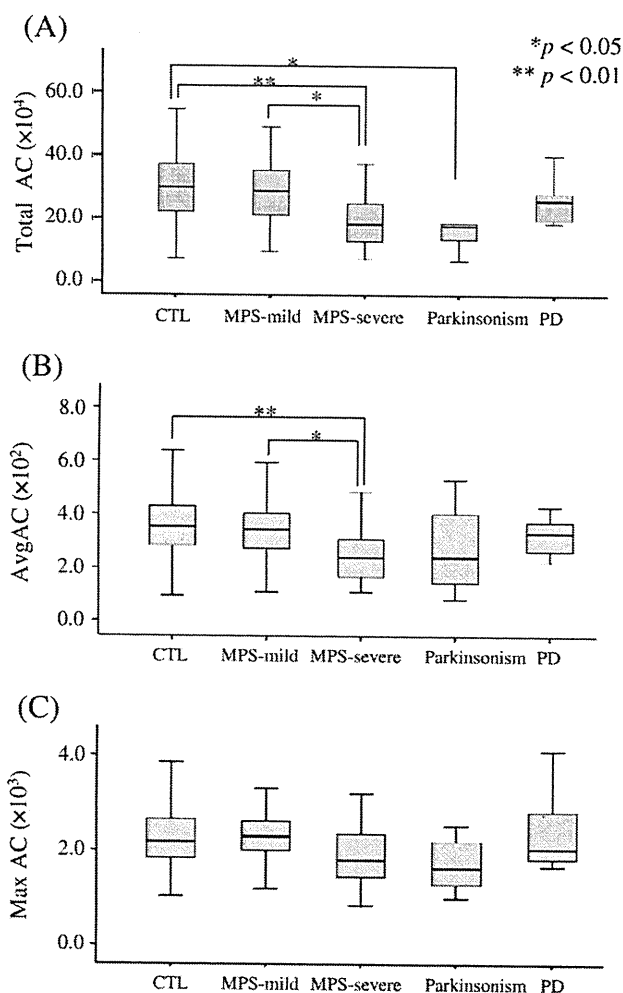 (A)
*p < 0.05
** p < 0.01
Total AC (×10⁴)
60.0
40.0
20.0
0.0
*
**
*
CTL MPS-mild MPS-severe Parkinsonism PD
(B)
AvgAC (×10²)
8.0
6.0
4.0
2.0
0.0
**
*
CTL MPS-mild MPS-severe Parkinsonism PD
(C)
Max AC (×10³)
4.0
2.0
0.0
CTL MPS-mild MPS-severe Parkinsonism PD